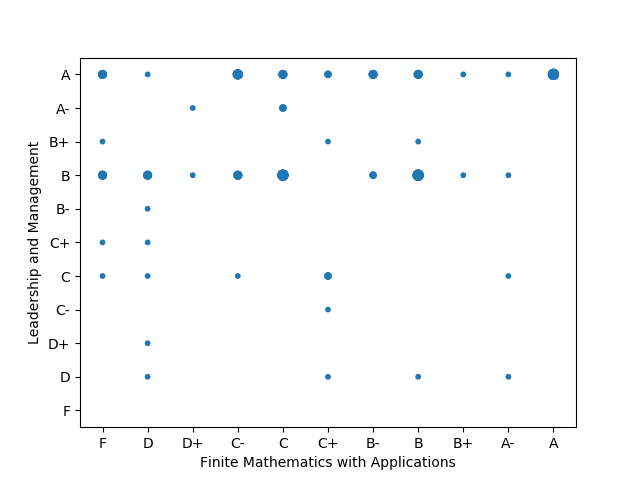 A
A-
B+
B
B-
C+
C
C-
D+
D
F
Leadership and Management
F D D+ C- C C+ B- B B+ A- A
Finite Mathematics with Applications